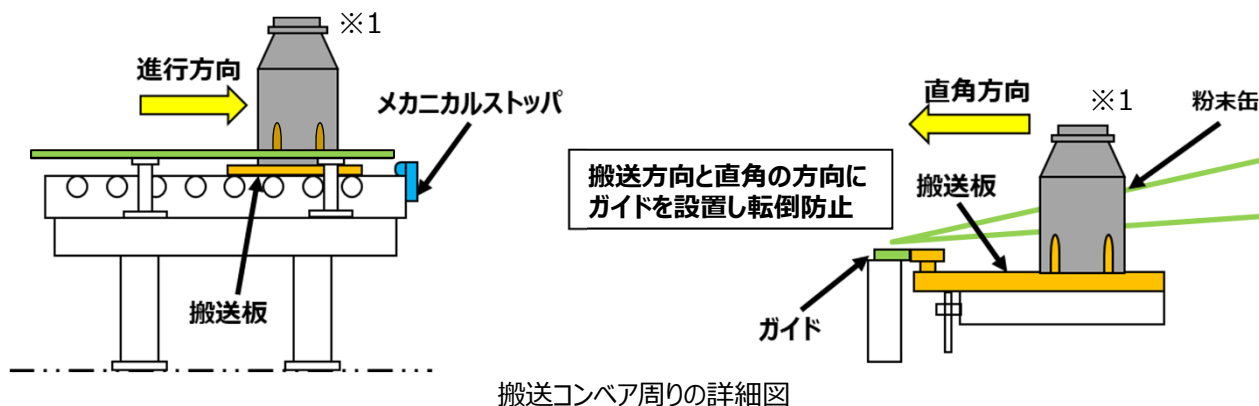 ※1
進行方向
メカニカルストッパ
搬送板
搬送方向と直角の方向に
ガイドを設置し転倒防止
直角方向
※1
粉末缶
搬送板
ガイド
搬送コンベア周りの詳細図